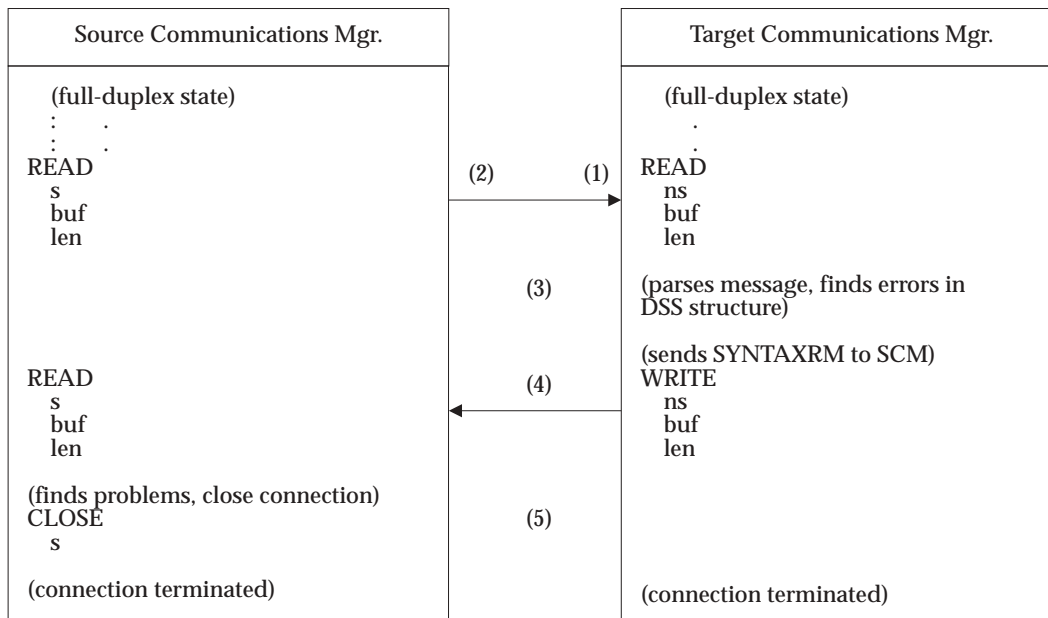 Source Communications Mgr.
Target Communications Mgr.
(full-duplex state)
(full-duplex state)
: .
.
: .
.
READ
(2)
(1)
READ
s
ns
buf
buf
len
len
(3)
(parses message, finds errors in
DSS structure)
(sends SYNTAXRM to SCM)
READ
(4)
WRITE
s
ns
buf
buf
len
len
(finds problems, close connection)
CLOSE
(5)
s
(connection terminated)
(connection terminated)